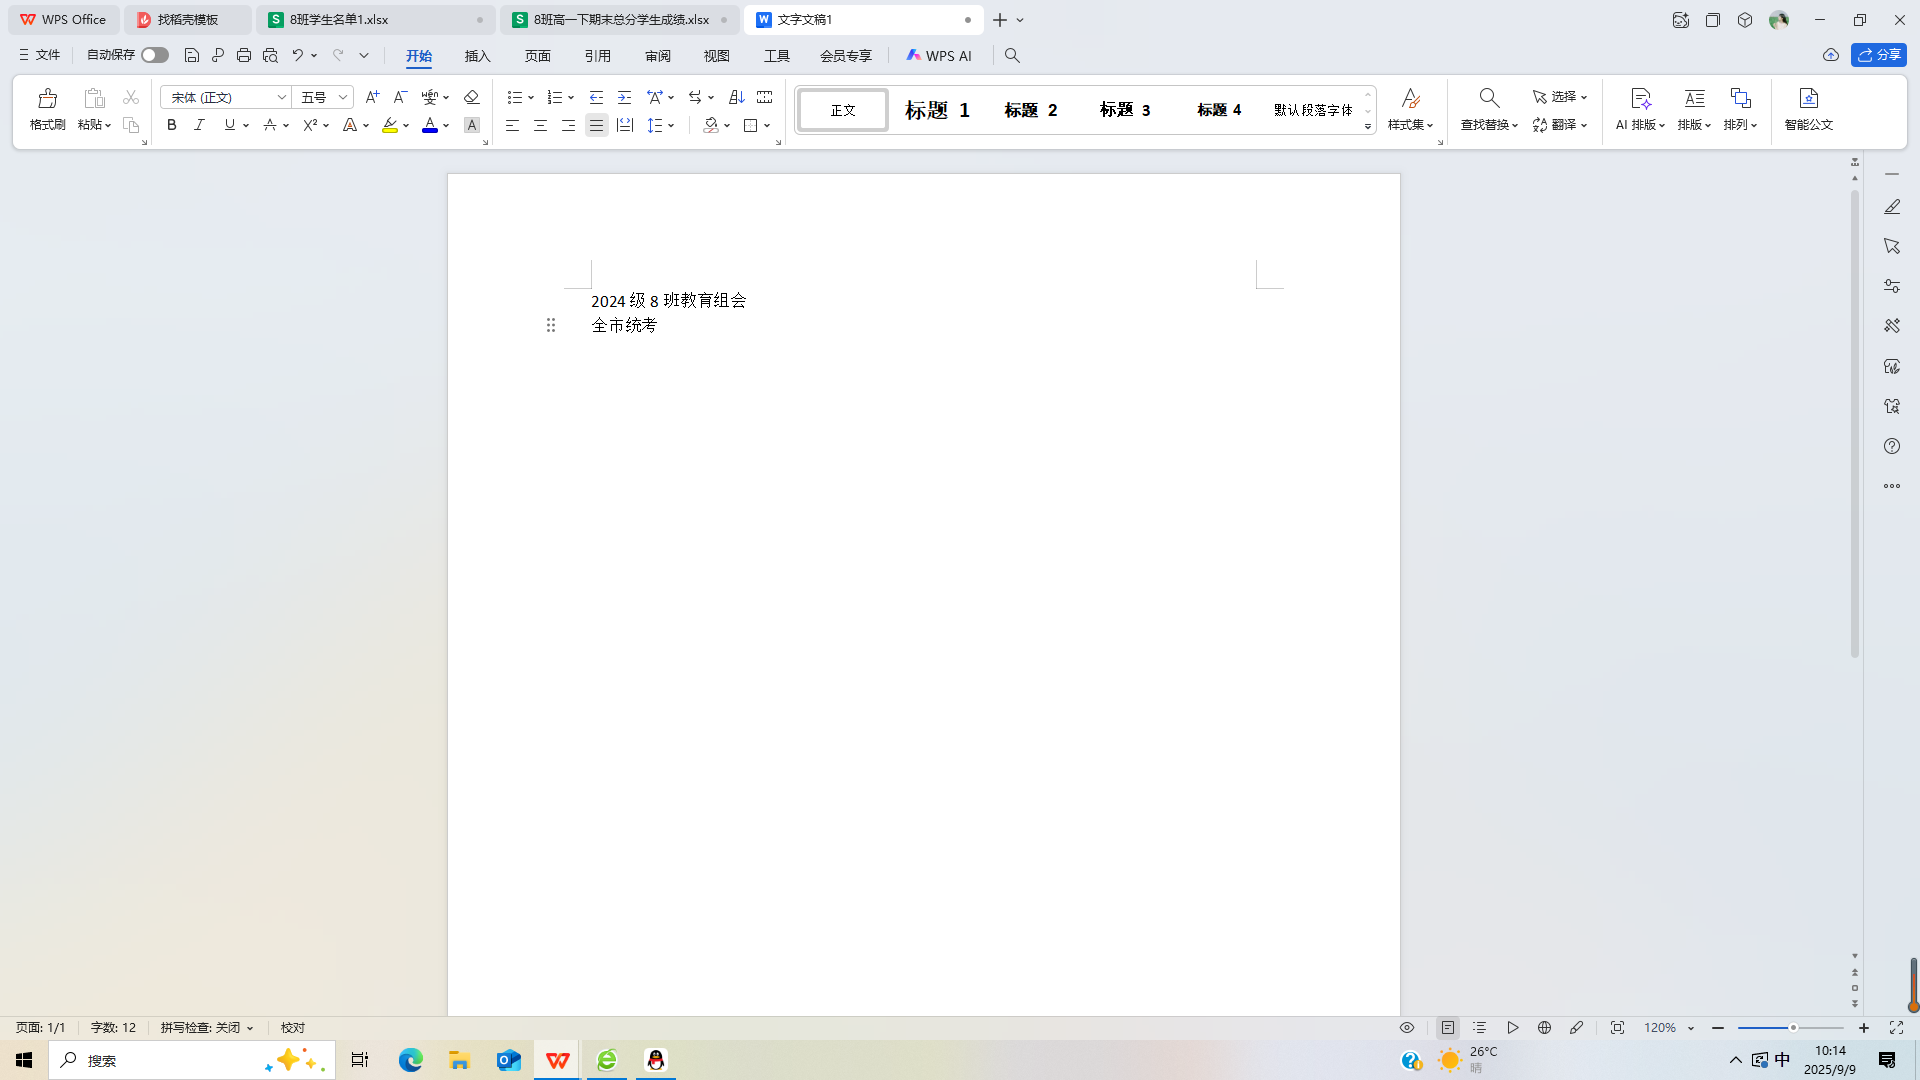 WPS Office 找稻壳模板 8班学生名单1.xlsx 8班高一下期末总分学生成绩.xlsx 文字文稿1
文件 自动保存 开始 插入 页面 引用 审阅 视图 工具 会员专享 WPS AI 分享
宋体 (正文) 五号
格式刷 粘贴 正文 标题 1 标题 2 标题 3 标题 4 默认段落字体 样式集 查找替换 选择 翻译 AI 排版 排版 排列 智能公文
2024 级 8 班教育组会
全市统考
页面: 1/1 字数: 12 拼写检查: 关闭 校对 120%
搜索 26°C
晴
中 10:14
2025/9/9